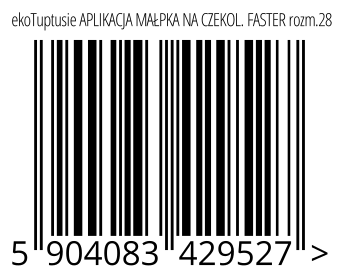 ekoTuptusie APLIKACJA MAŁPKA NA CZEKOL. FASTER rozm.28
5 904083 429527 >